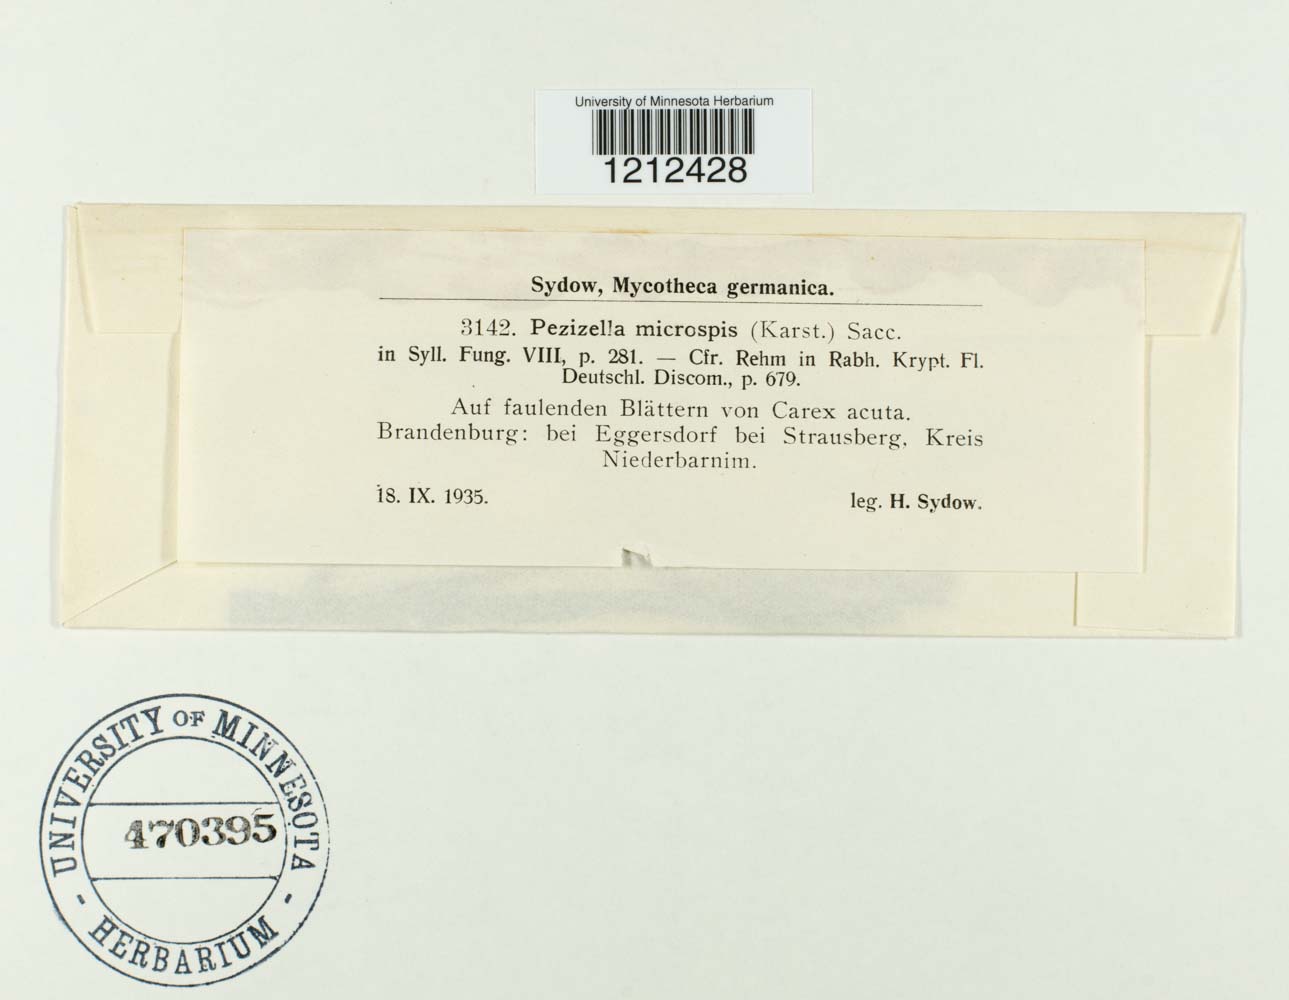 University of Minnesota Herbarium
1212428
Sydow, Mycotheca germanica.
3142. Pezizella microspis (Karst.) Sacc.
in Syll. Fung. VIII, p. 281. — Cfr. Rehm in Rabh. Krypt. Fl.
Deutschl. Discom., p. 679.
Auf faulenden Blättern von Carex acuta.
Brandenburg: bei Eggersdorf bei Strausberg, Kreis
Niederbarnim.
18. IX. 1935. leg. H. Sydow.
UNIVERSITY OF MINNESOTA
470395
- HERBARIUM -